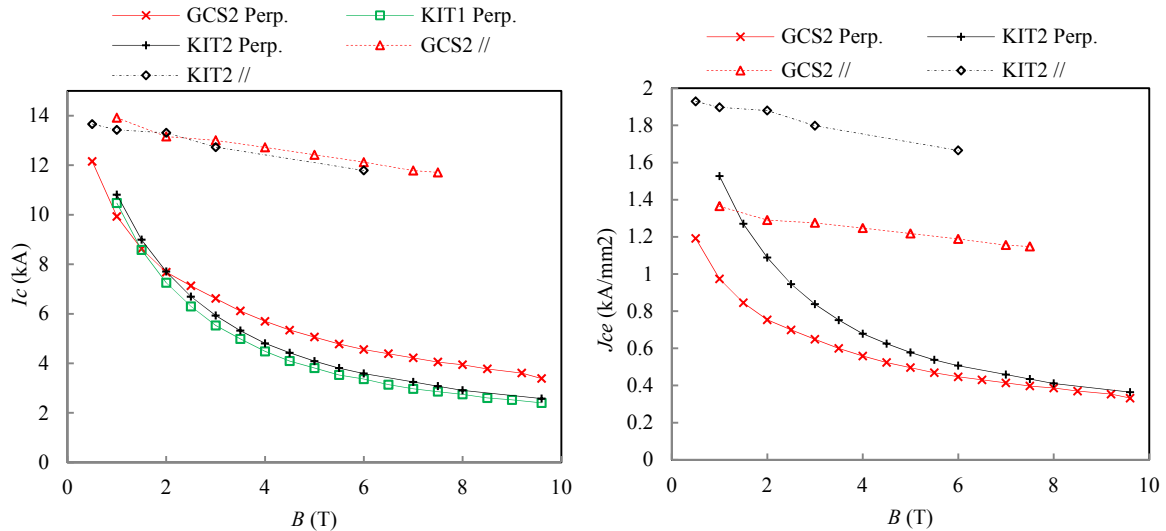 GCS2 Perp. KIT1 Perp.
KIT2 Perp. GCS2 //
KIT2 //
14
12
10
8
6
4
2
0
Ic (kA)
0 2 4 6 8 10
B (T)
GCS2 Perp. KIT2 Perp.
GCS2 // KIT2 //
2
1.8
1.6
1.4
1.2
1
0.8
0.6
0.4
0.2
0
Jce (kA/mm2)
0 2 4 6 8 10
B (T)